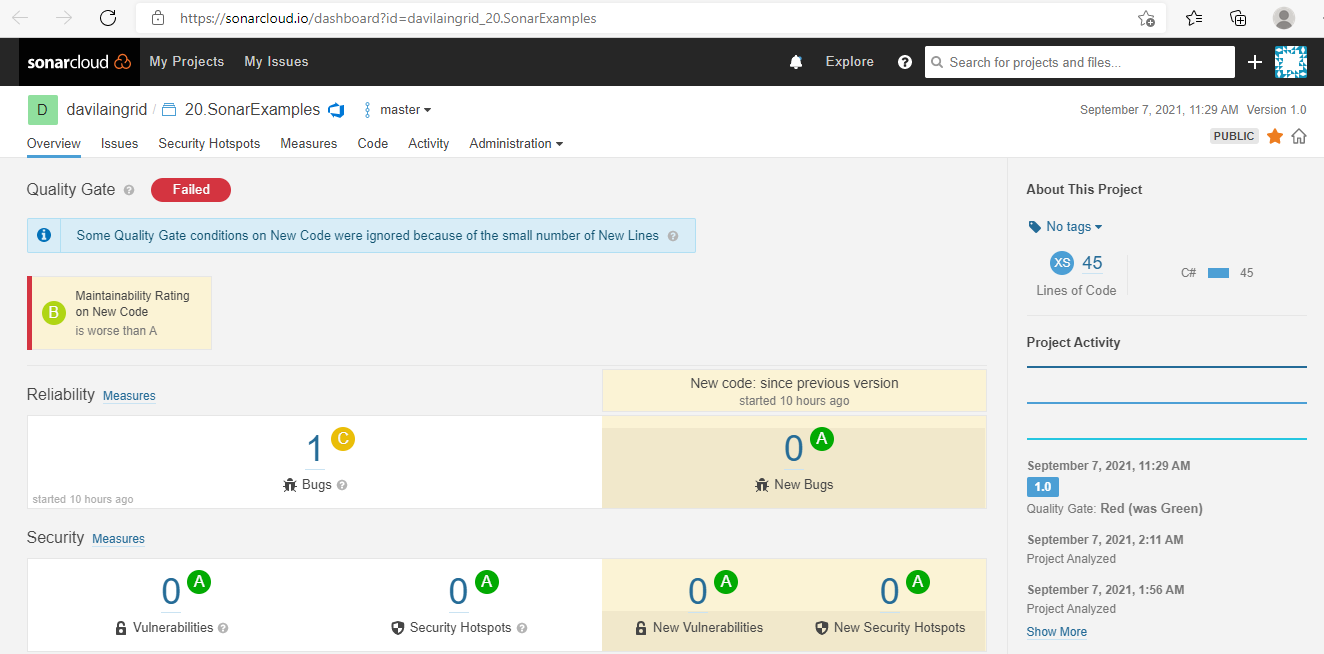 https://sonarcloud.io/dashboard?id=davilaingrid_20.SonarExamples
sonarcloud My Projects My Issues Explore Search for projects and files...
D davilaingrid / 20.SonarExamples master September 7, 2021, 11:29 AM Version 1.0
Overview Issues Security Hotspots Measures Code Activity Administration PUBLIC
Quality Gate ? Failed
Some Quality Gate conditions on New Code were ignored because of the small number of New Lines ?
B
Maintainability Rating
on New Code
is worse than A
Reliability Measures
New code: since previous version
started 10 hours ago
1 C
Bugs ?
started 10 hours ago
0 A
New Bugs
Security Measures
0 A
Vulnerabilities ?
0 A
Security Hotspots ?
0 A
New Vulnerabilities
0 A
New Security Hotspots
About This Project
No tags
XS 45
Lines of Code
C# 45
Project Activity
September 7, 2021, 11:29 AM
1.0
Quality Gate: Red (was Green)
September 7, 2021, 2:11 AM
Project Analyzed
September 7, 2021, 1:56 AM
Project Analyzed
Show More